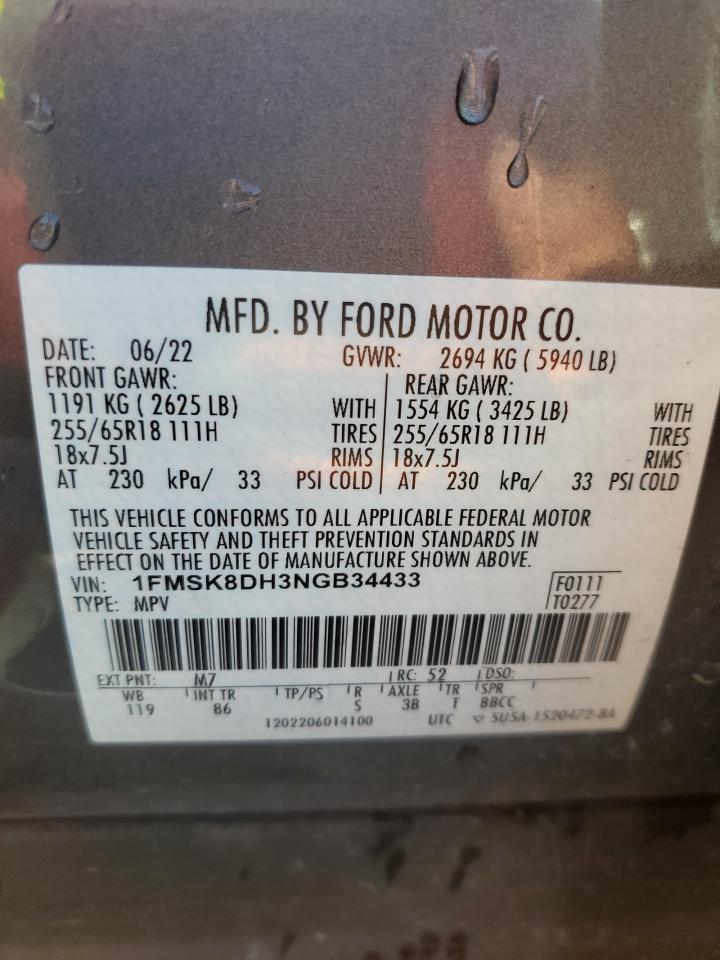 MFD. BY FORD MOTOR CO.
DATE: 06/22 GVWR: 2694 KG ( 5940 LB)
FRONT GAWR: REAR GAWR:
1191 KG ( 2625 LB) WITH 1554 KG ( 3425 LB) WITH
255/65R18 111H TIRES 255/65R18 111H TIRES
18x7.5J RIMS 18x7.5J RIMS
AT 230 kPa/ 33 PSI COLD AT 230 kPa/ 33 PSI COLD
THIS VEHICLE CONFORMS TO ALL APPLICABLE FEDERAL MOTOR
VEHICLE SAFETY AND THEFT PREVENTION STANDARDS IN
EFFECT ON THE DATE OF MANUFACTURE SHOWN ABOVE.
VIN: 1FMSK8DH3NGB34433 F0111
TYPE: MPV T0277
EXT PNT: M7 RC: 52 DSO:
WB INT TR TP/PS R AXLE TR SPR
119 86 S 3B T BBCC
1202206014100 UTC ▽ 5U5A-1520472-BA